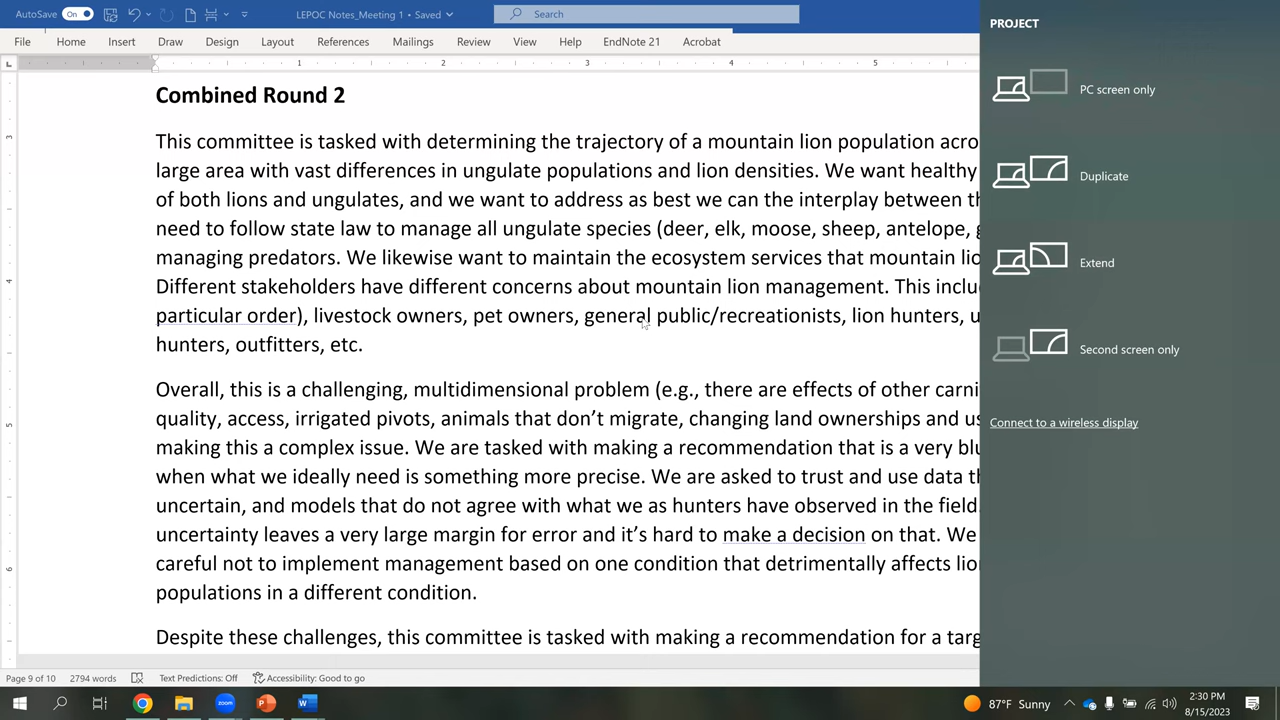 AutoSave On LEPOC Notes_Meeting 1 • Saved Search
File Home Insert Draw Design Layout References Mailings Review View Help EndNote 21 Acrobat
1 2 3 4 5
Combined Round 2
This committee is tasked with determining the trajectory of a mountain lion population acro
large area with vast differences in ungulate populations and lion densities. We want healthy
of both lions and ungulates, and we want to address as best we can the interplay between th
need to follow state law to manage all ungulate species (deer, elk, moose, sheep, antelope, g
managing predators. We likewise want to maintain the ecosystem services that mountain lio
Different stakeholders have different concerns about mountain lion management. This inclu
particular order), livestock owners, pet owners, general public/recreationists, lion hunters, u
hunters, outfitters, etc.
Overall, this is a challenging, multidimensional problem (e.g., there are effects of other carni
quality, access, irrigated pivots, animals that don’t migrate, changing land ownerships and us
making this a complex issue. We are tasked with making a recommendation that is a very blu
when what we ideally need is something more precise. We are asked to trust and use data th
uncertain, and models that do not agree with what we as hunters have observed in the field.
uncertainty leaves a very large margin for error and it’s hard to make a decision on that. We
careful not to implement management based on one condition that detrimentally affects lio
populations in a different condition.
Despite these challenges, this committee is tasked with making a recommendation for a targ
3
4
5
6
PROJECT
PC screen only
Duplicate
Extend
Second screen only
Connect to a wireless display
Page 9 of 10 2794 words Text Predictions: Off Accessibility: Good to go
zoom
87°F Sunny
2:30 PM
8/15/2023